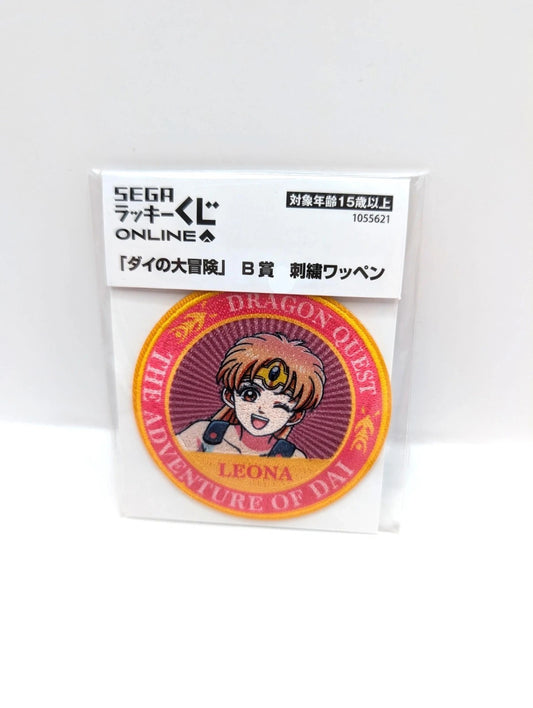 SEGA
ラッキーくじ
ONLINE
対象年齢15歳以上
1055621
「ダイの大冒険」 B賞 刺繍ワッペン
DRAGON QUEST
THE ADVENTURE OF DAI
LEONA